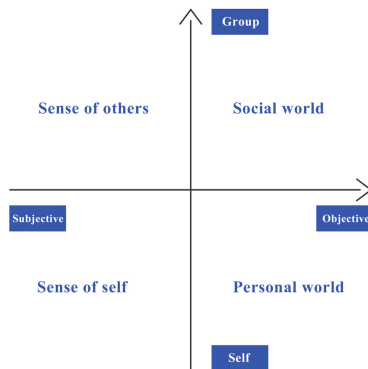 Group
Sense of others
Social world
Subjective
Objective
Sense of self
Personal world
Self